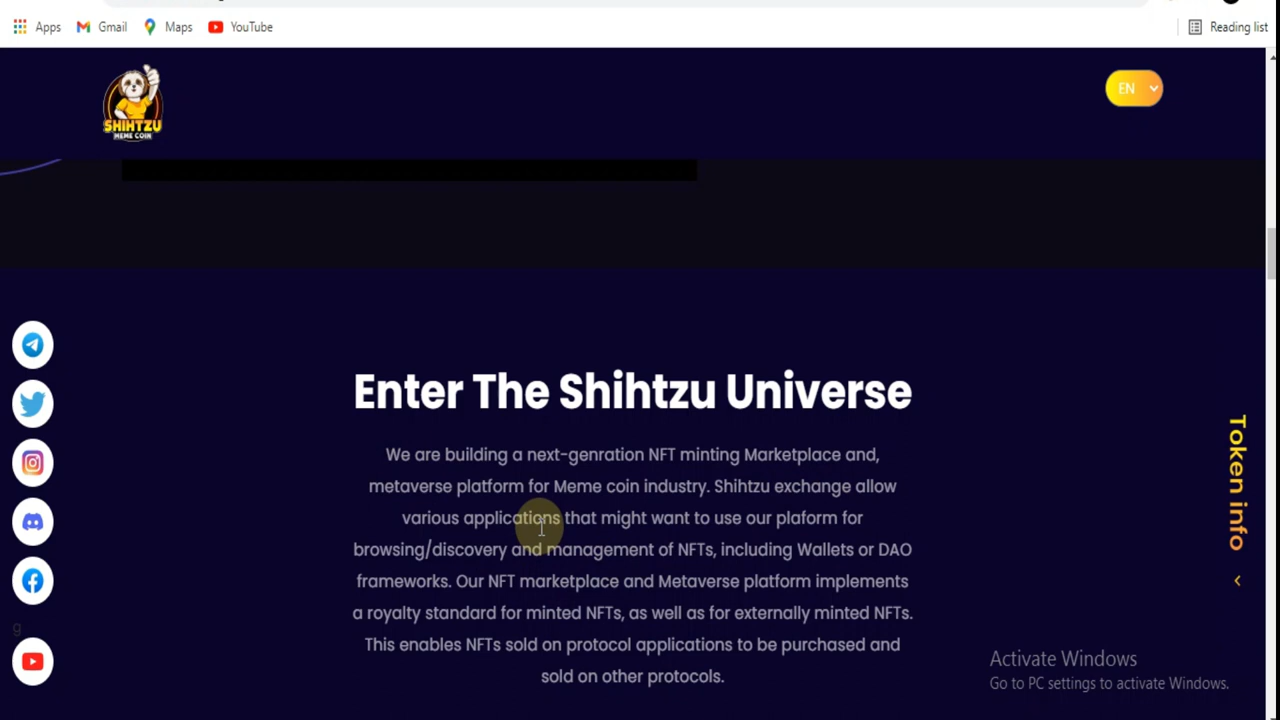 Apps
Gmail
Maps
YouTube
Reading list
SHIHTZU
MEME COIN
EN
Enter The Shihtzu Universe
We are building a next-genration NFT minting Marketplace and,
metaverse platform for Meme coin industry. Shihtzu exchange allow
various applications that might want to use our plaform for
browsing/discovery and management of NFTs, including Wallets or DAO
frameworks. Our NFT marketplace and Metaverse platform implements
a royalty standard for minted NFTs, as well as for externally minted NFTs.
This enables NFTs sold on protocol applications to be purchased and
sold on other protocols.
Token info
g
Activate Windows
Go to PC settings to activate Windows.